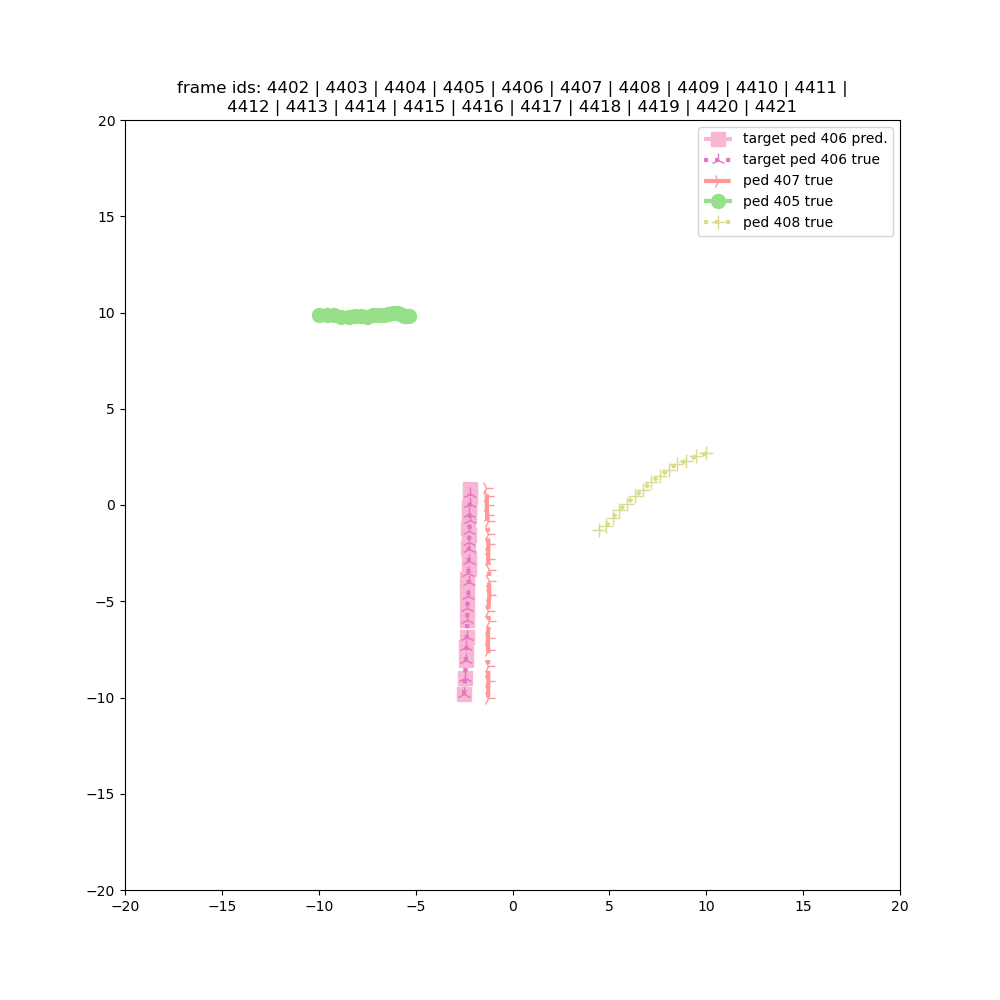 frame ids: 4402 | 4403 | 4404 | 4405 | 4406 | 4407 | 4408 | 4409 | 4410 | 4411 |
4412 | 4413 | 4414 | 4415 | 4416 | 4417 | 4418 | 4419 | 4420 | 4421
target ped 406 pred.
target ped 406 true
ped 407 true
ped 405 true
ped 408 true
20
15
10
5
0
−5
−10
−15
−20
−20 −15 −10 −5 0 5 10 15 20